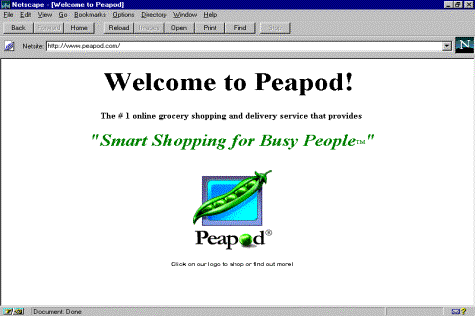 Netscape - [Welcome to Peapod]
File Edit View Go Bookmarks Options Directory Window Help
Back Forward Home Reload Images Open Print Find Stop
Netsite: http://www.peapod.com/
Welcome to Peapod!
The # 1 online grocery shopping and delivery service that provides
"Smart Shopping for Busy People™"
Peapod®
Click on our logo to shop or find out more!
Document: Done